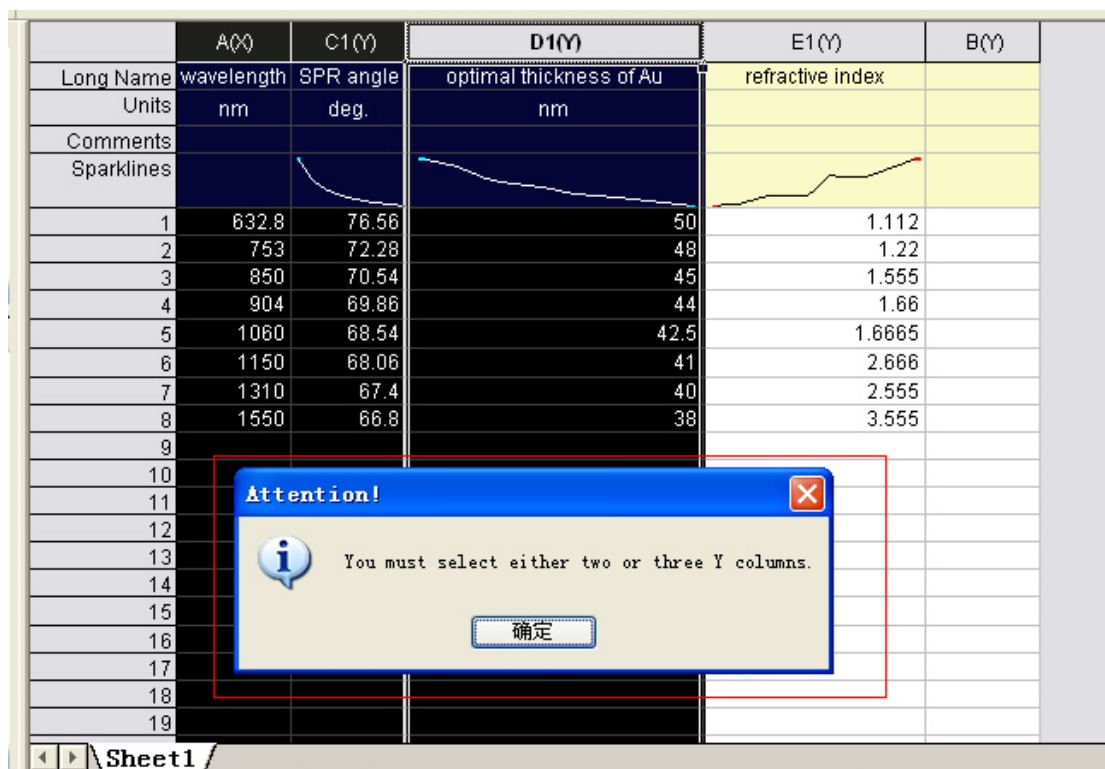 A(X) C1(Y) D1(Y) E1(Y) B(Y)
Long Name wavelength SPR angle optimal thickness of Au refractive index
Units nm deg. nm
Comments
Sparklines
1 632.8 76.56 50 1.112
2 753 72.28 48 1.22
3 850 70.54 45 1.555
4 904 69.86 44 1.66
5 1060 68.54 42.5 1.6665
6 1150 68.06 41 2.666
7 1310 67.4 40 2.555
8 1550 66.8 38 3.555
9
10
11
12
13
14
15
16
17
18
19
Attention!
You must select either two or three Y columns.
确定
Sheet1